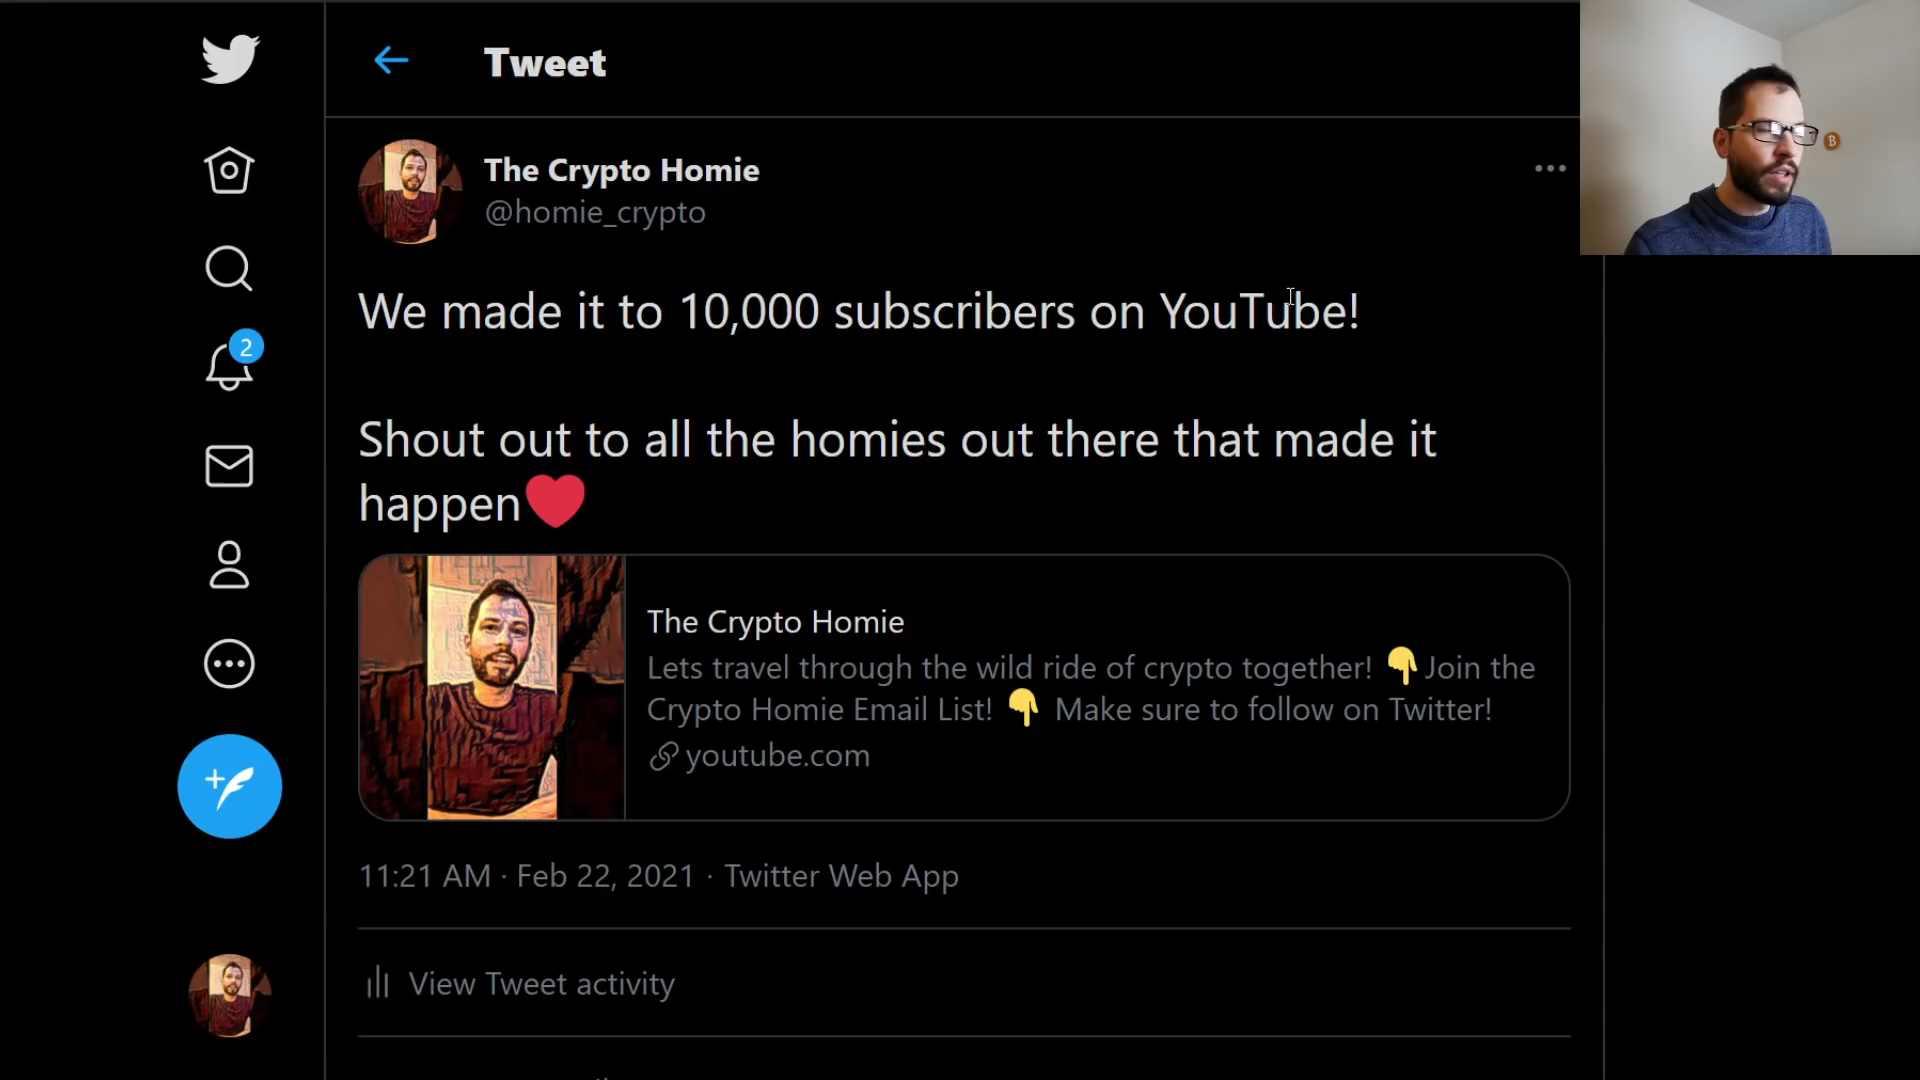 Tweet
The Crypto Homie
@homie_crypto
We made it to 10,000 subscribers on YouTube!
Shout out to all the homies out there that made it
happen❤️
The Crypto Homie
Lets travel through the wild ride of crypto together! 👇Join the
Crypto Homie Email List! 👇 Make sure to follow on Twitter!
youtube.com
11:21 AM · Feb 22, 2021 · Twitter Web App
View Tweet activity
2